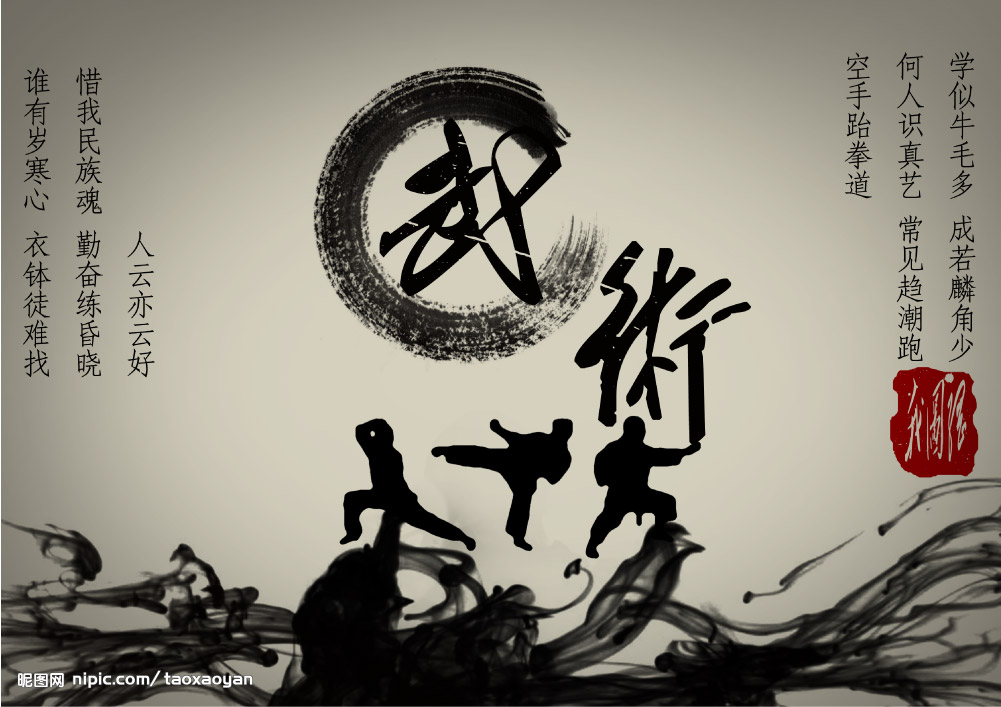 学似牛毛多 成若麟角少
何人识真艺 常见趋潮跑
空手跆拳道
武術
人云亦云好
惜我民族魂 勤奋练昏晓
谁有岁寒心 衣钵徒难找
昵图网 nipic.com/taoxaoyan